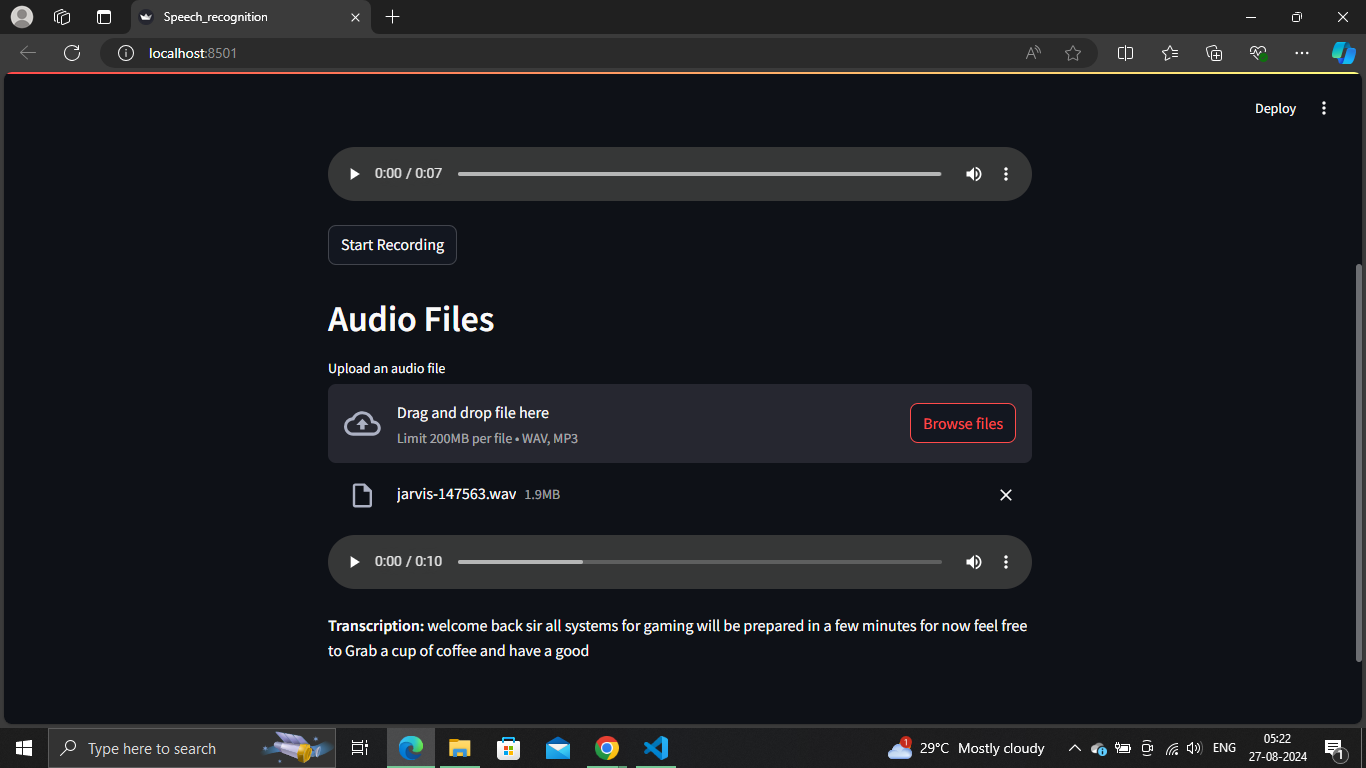 Speech_recognition
localhost:8501
Deploy
0:00 / 0:07
Start Recording
Audio Files
Upload an audio file
Drag and drop file here
Limit 200MB per file • WAV, MP3
Browse files
jarvis-147563.wav 1.9MB
0:00 / 0:10
Transcription: welcome back sir all systems for gaming will be prepared in a few minutes for now feel free
to Grab a cup of coffee and have a good
Type here to search
1
29°C Mostly cloudy
ENG
05:22
27-08-2024
1